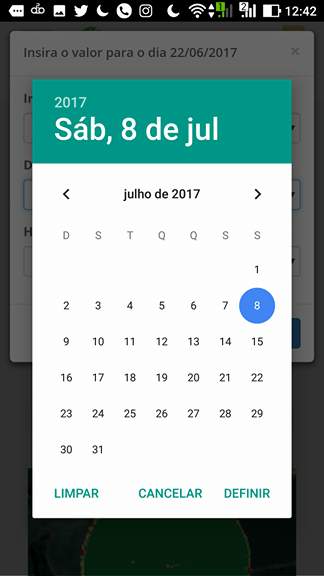 12:42
Insira o valor para o dia 22/06/2017 ×
In
D
H
2017
Sáb, 8 de jul
julho de 2017
D S T Q Q S S
1
2 3 4 5 6 7 8
9 10 11 12 13 14 15
16 17 18 19 20 21 22
23 24 25 26 27 28 29
30 31
LIMPAR CANCELAR DEFINIR